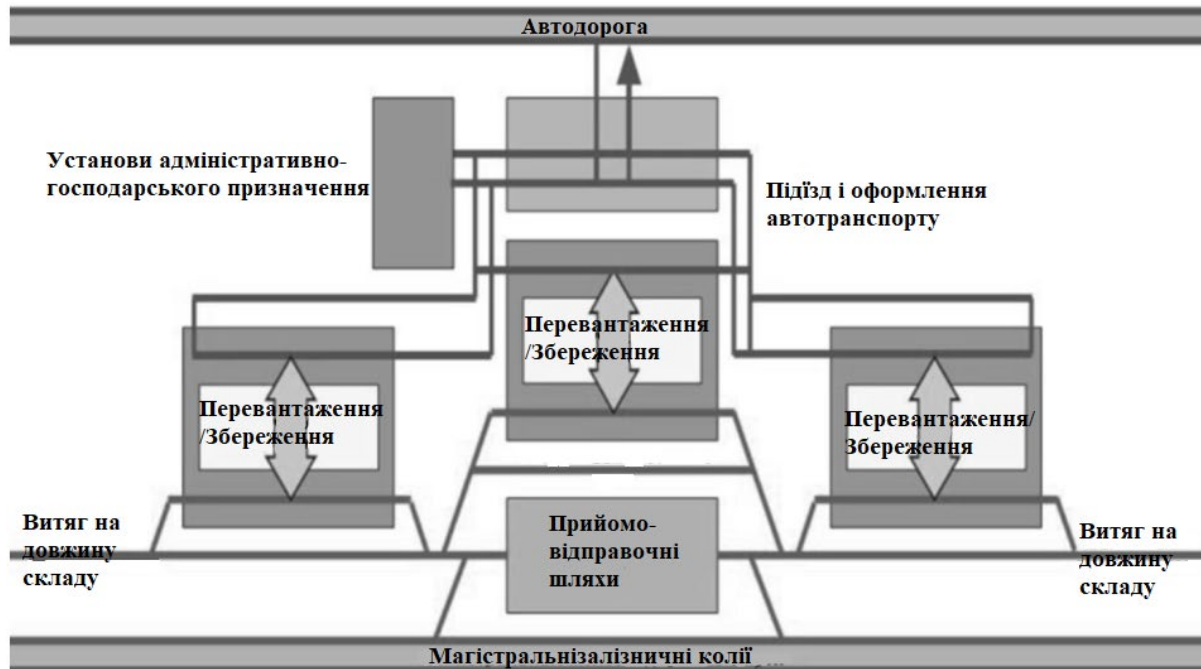 Автодорога
Установи адміністративно-
господарського призначення
Підїзд і оформлення
автотранспорту
Перевантаження
/Збереження
Перевантаження
/Збереження
Перевантаження/
Збереження
Витяг на
довжину
складу
Прийомо-
відправочні
шляхи
Витяг на
довжину
складу
Магістральнізалізничні колії